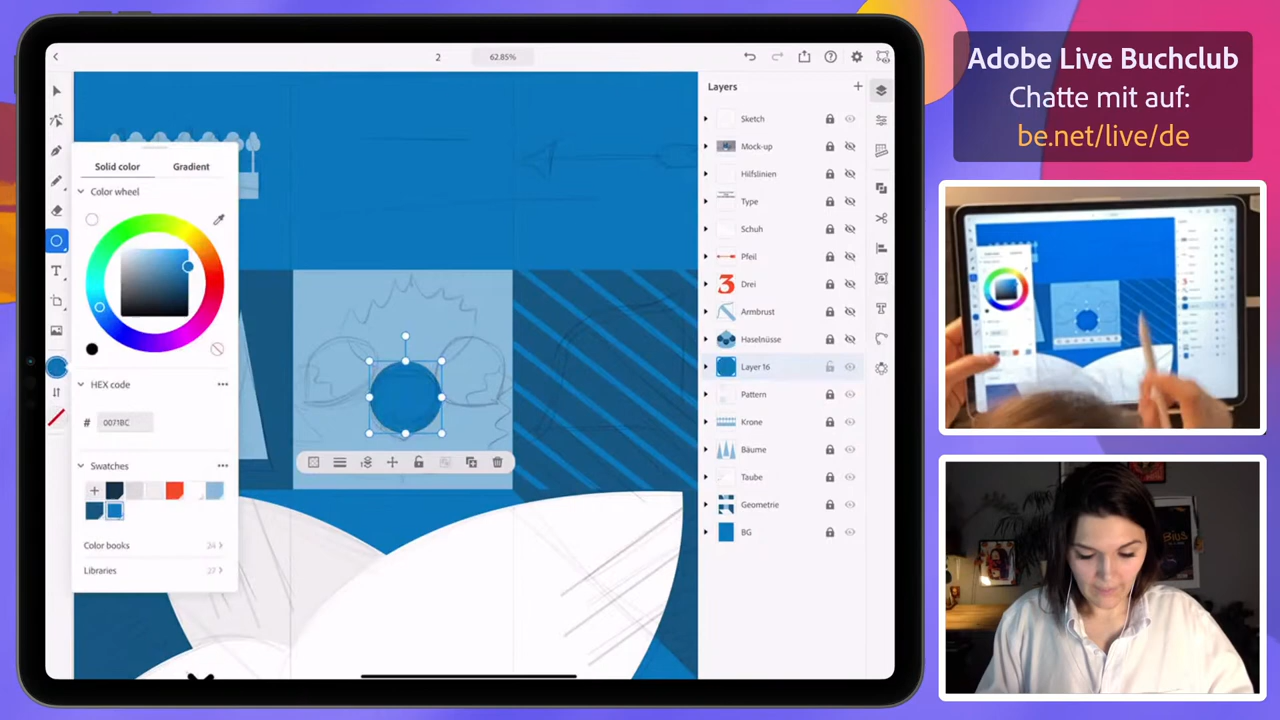 Adobe Live Buchclub
Chatte mit auf:
be.net/live/de
2
62.85%
Layers
Sketch
Mock-up
Hilfslinien
Type
Schuh
Pfeil
Drei
Armbrust
Haselnüsse
Layer 16
Pattern
Krone
Bäume
Taube
Geometrie
BG
Solid color
Gradient
Color wheel
HEX code
# 0071BC
Swatches
Color books
24
Libraries
27